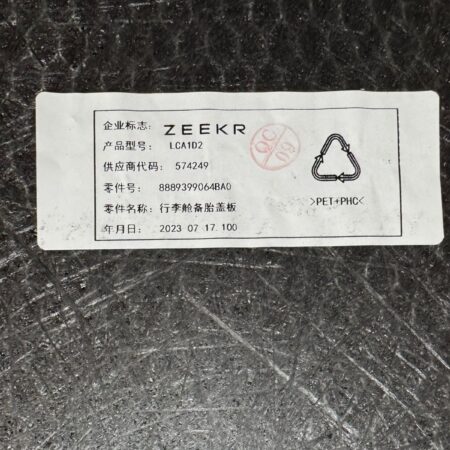 企业标志: ZEEKR
产品型号: LCA1D2
供应商代码: 574249
零件号: 8889399064BA0
零件名称: 行李舱备胎盖板
年月日: 2023 07 17 100
QC
09
>PET+PHC<